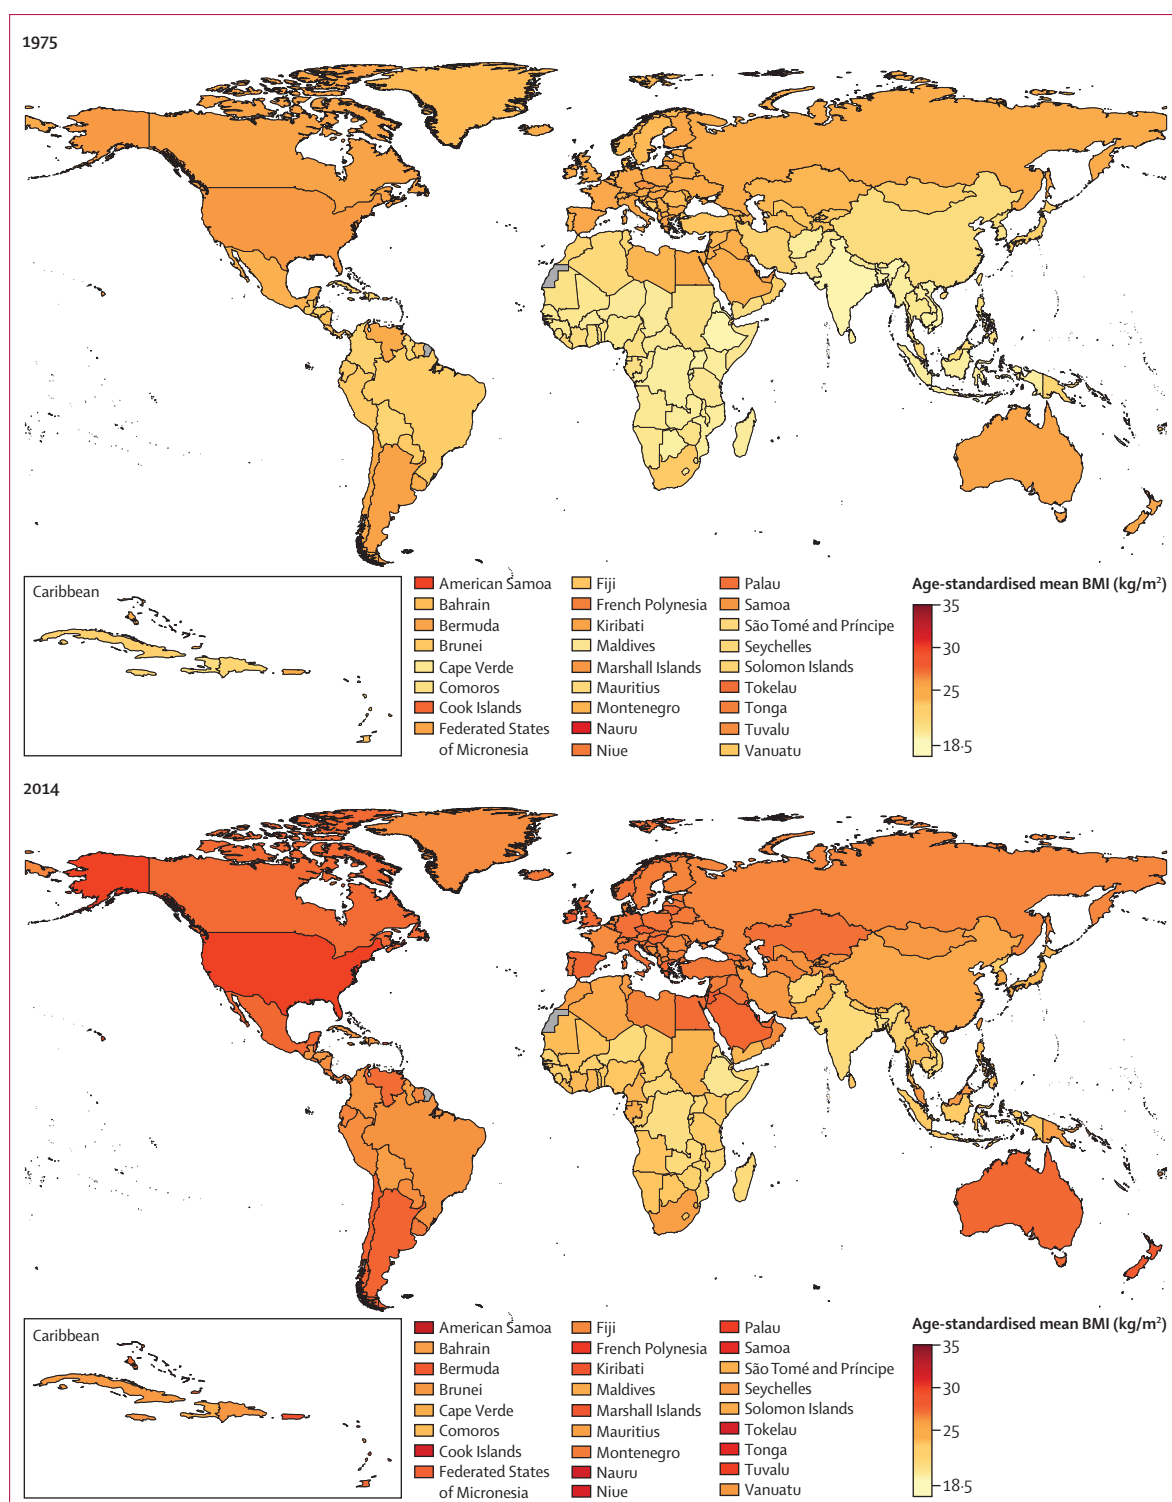 1975
Caribbean
American Samoa
Bahrain
Bermuda
Brunei
Cape Verde
Comoros
Cook Islands
Federated States
of Micronesia
Fiji
French Polynesia
Kiribati
Maldives
Marshall Islands
Mauritius
Montenegro
Nauru
Niue
Palau
Samoa
São Tomé and Príncipe
Seychelles
Solomon Islands
Tokelau
Tonga
Tuvalu
Vanuatu
Age-standardised mean BMI (kg/m²)
35
30
25
18·5
2014
Caribbean
American Samoa
Bahrain
Bermuda
Brunei
Cape Verde
Comoros
Cook Islands
Federated States
of Micronesia
Fiji
French Polynesia
Kiribati
Maldives
Marshall Islands
Mauritius
Montenegro
Nauru
Niue
Palau
Samoa
São Tomé and Príncipe
Seychelles
Solomon Islands
Tokelau
Tonga
Tuvalu
Vanuatu
Age-standardised mean BMI (kg/m²)
35
30
25
18·5